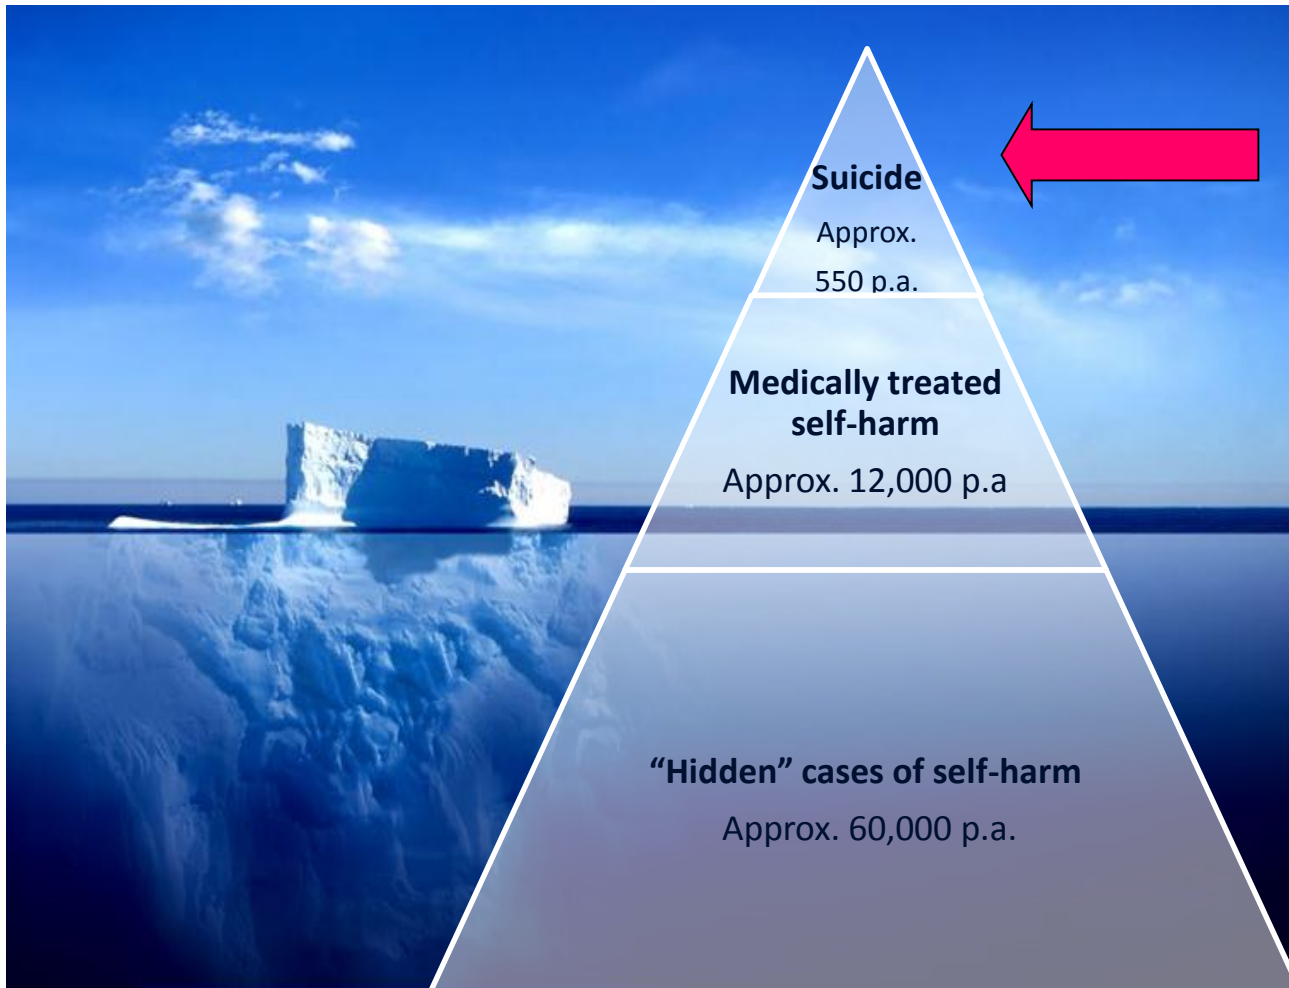 Suicide
Approx.
550 p.a.
Medically treated
self-harm
Approx. 12,000 p.a
“Hidden” cases of self-harm
Approx. 60,000 p.a.